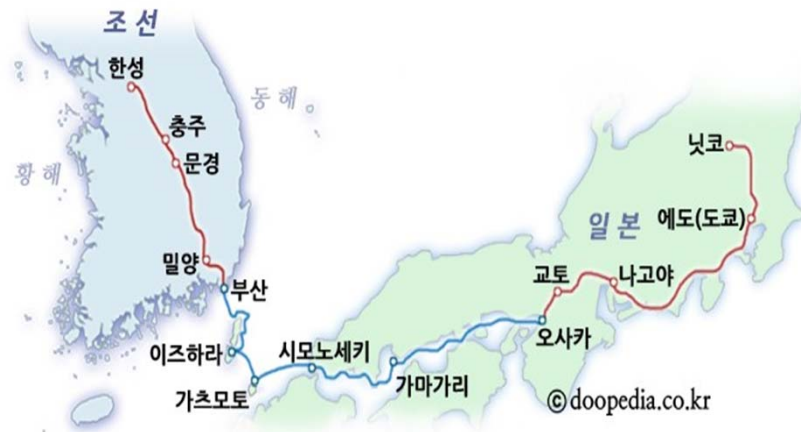 조선
한성
충주
동해
문경
황해
닛코
에도(도쿄)
일본
밀양
교토
나고야
부산
오사카
이즈하라
시모노세키
가마가리
가츠모토
©doopedia.co.kr